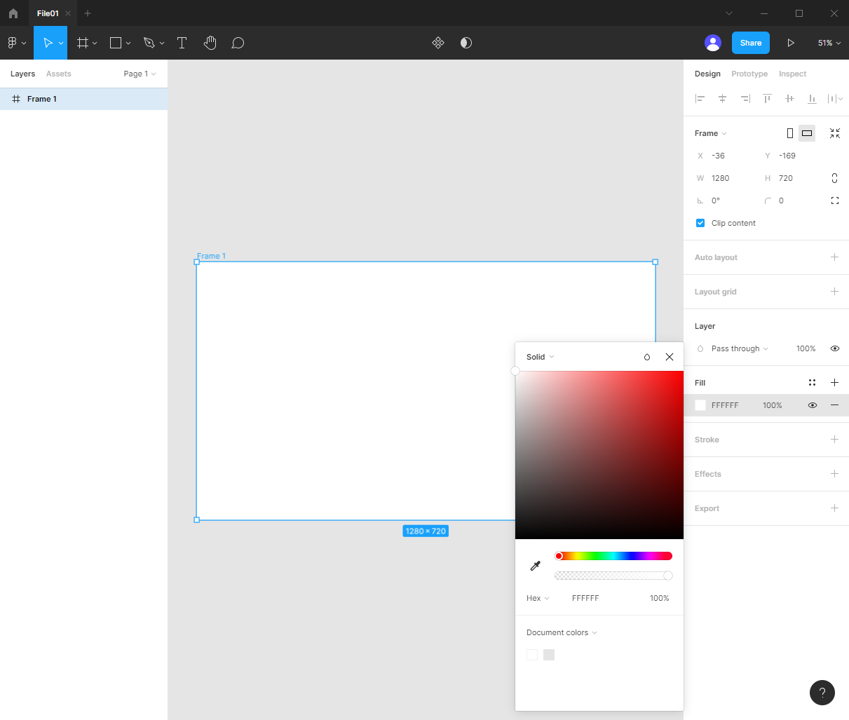 File01
Share
51%
Layers
Assets
Page 1
Design
Prototype
Inspect
Frame 1
Frame
X -36 Y -169
W 1280 H 720
0° 0
Clip content
Auto layout
Frame 1
Layout grid
Layer
Pass through 100%
Solid
Fill
FFFFFF 100%
Stroke
Effects
Export
1280 × 720
Hex FFFFFF 100%
Document colors
?